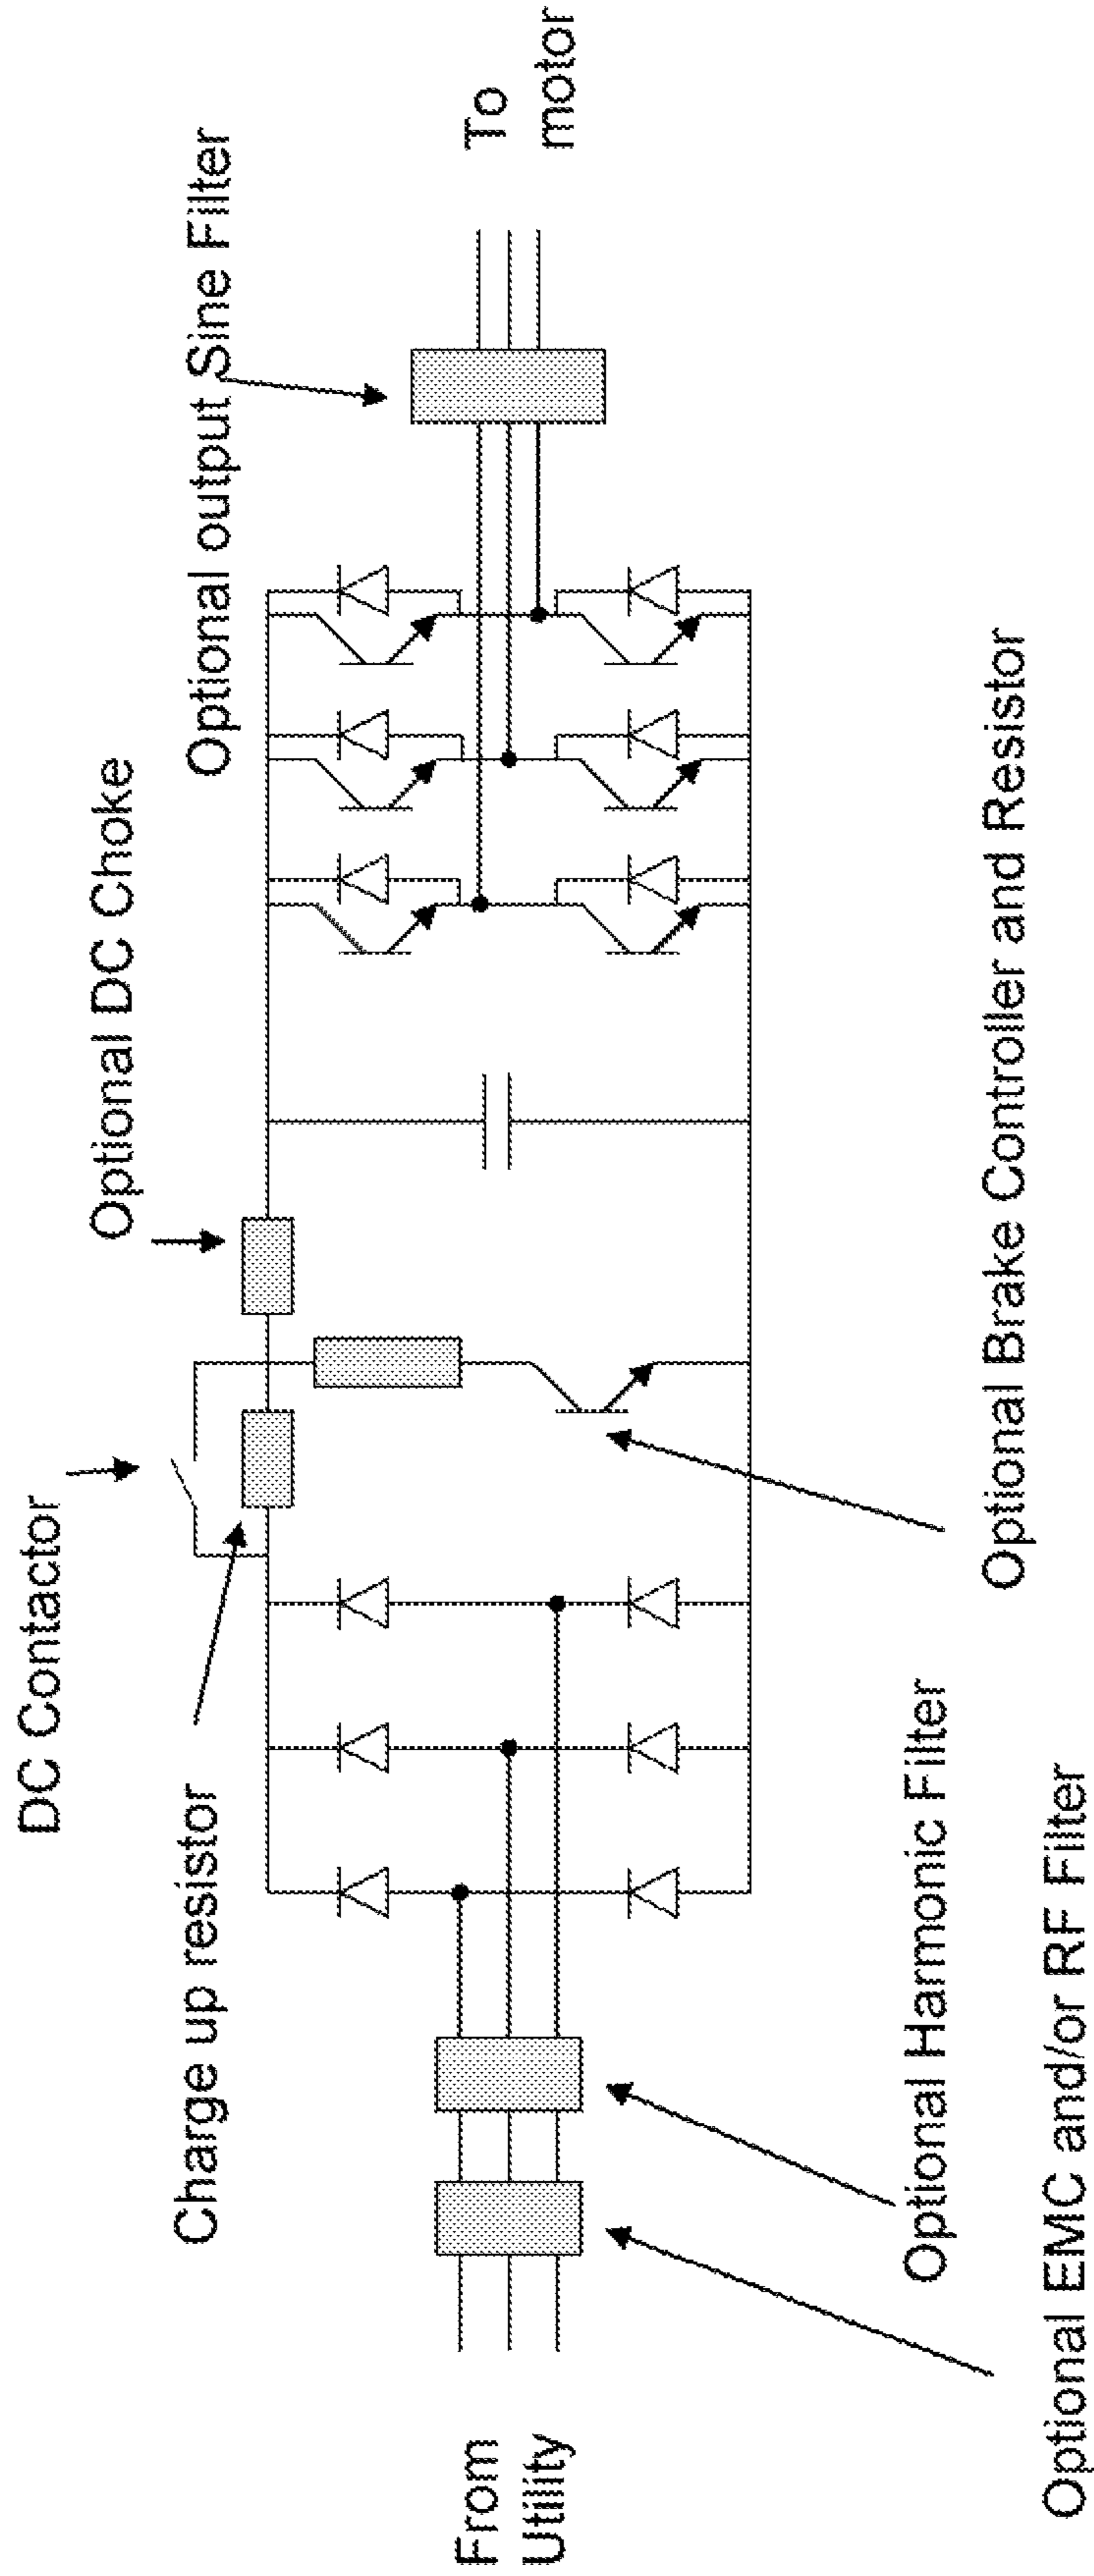 DC Contactor
Optional DC Choke
Charge up resistor
Optional output Sine Filter
From
Utility
To
motor
Optional Harmonic Filter
Optional Brake Controller and Resistor
Optional EMC and/or RF Filter